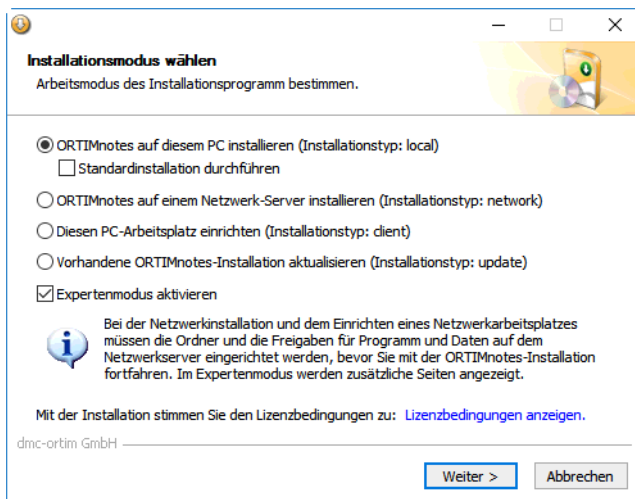 Installationsmodus wählen
Arbeitsmodus des Installationsprogramm bestimmen.
ORTIMnotes auf diesem PC installieren (Installationstyp: local)
Standardinstallation durchführen
ORTIMnotes auf einem Netzwerk-Server installieren (Installationstyp: network)
Diesen PC-Arbeitsplatz einrichten (Installationstyp: client)
Vorhandene ORTIMnotes-Installation aktualisieren (Installationstyp: update)
Expertenmodus aktivieren
Bei der Netzwerkinstallation und dem Einrichten eines Netzwerkarbeitsplatzes
müssen die Ordner und die Freigaben für Programm und Daten auf dem
Netzwerkserver eingerichtet werden, bevor Sie mit der ORTIMnotes-Installation
fortfahren. Im Expertenmodus werden zusätzliche Seiten angezeigt.
Mit der Installation stimmen Sie den Lizenzbedingungen zu: Lizenzbedingungen anzeigen.
dmc-ortim GmbH
Weiter > Abbrechen